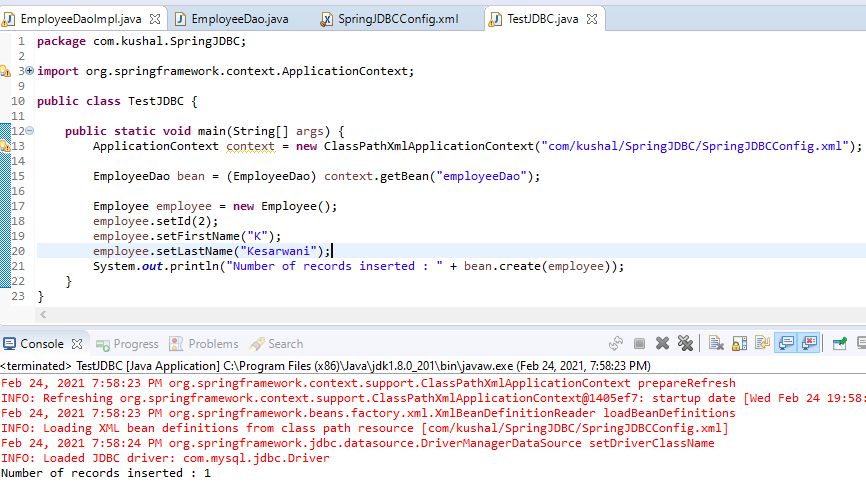 EmployeeDaoImpl.java EmployeeDao.java SpringJDBCConfig.xml TestJDBC.java
1 package com.kushal.SpringJDBC;
2
3 import org.springframework.context.ApplicationContext;
9
10 public class TestJDBC {
11
12 public static void main(String[] args) {
13 ApplicationContext context = new ClassPathXmlApplicationContext("com/kushal/SpringJDBC/SpringJDBCConfig.xml");
14
15 EmployeeDao bean = (EmployeeDao) context.getBean("employeeDao");
16
17 Employee employee = new Employee();
18 employee.setId(2);
19 employee.setFirstName("K");
20 employee.setLastName("Kesarwani");
21 System.out.println("Number of records inserted : " + bean.create(employee));
22 }
23 }
Console Progress Problems Search
<terminated> TestJDBC [Java Application] C:\Program Files (x86)\Java\jdk1.8.0_201\bin\javaw.exe (Feb 24, 2021, 7:58:23 PM)
Feb 24, 2021 7:58:23 PM org.springframework.context.support.ClassPathXmlApplicationContext prepareRefresh
INFO: Refreshing org.springframework.context.support.ClassPathXmlApplicationContext@1405ef7: startup date [Wed Feb 24 19:58:
Feb 24, 2021 7:58:23 PM org.springframework.beans.factory.xml.XmlBeanDefinitionReader loadBeanDefinitions
INFO: Loading XML bean definitions from class path resource [com/kushal/SpringJDBC/SpringJDBCConfig.xml]
Feb 24, 2021 7:58:24 PM org.springframework.jdbc.datasource.DriverManagerDataSource setDriverClassName
INFO: Loaded JDBC driver: com.mysql.jdbc.Driver
Number of records inserted : 1